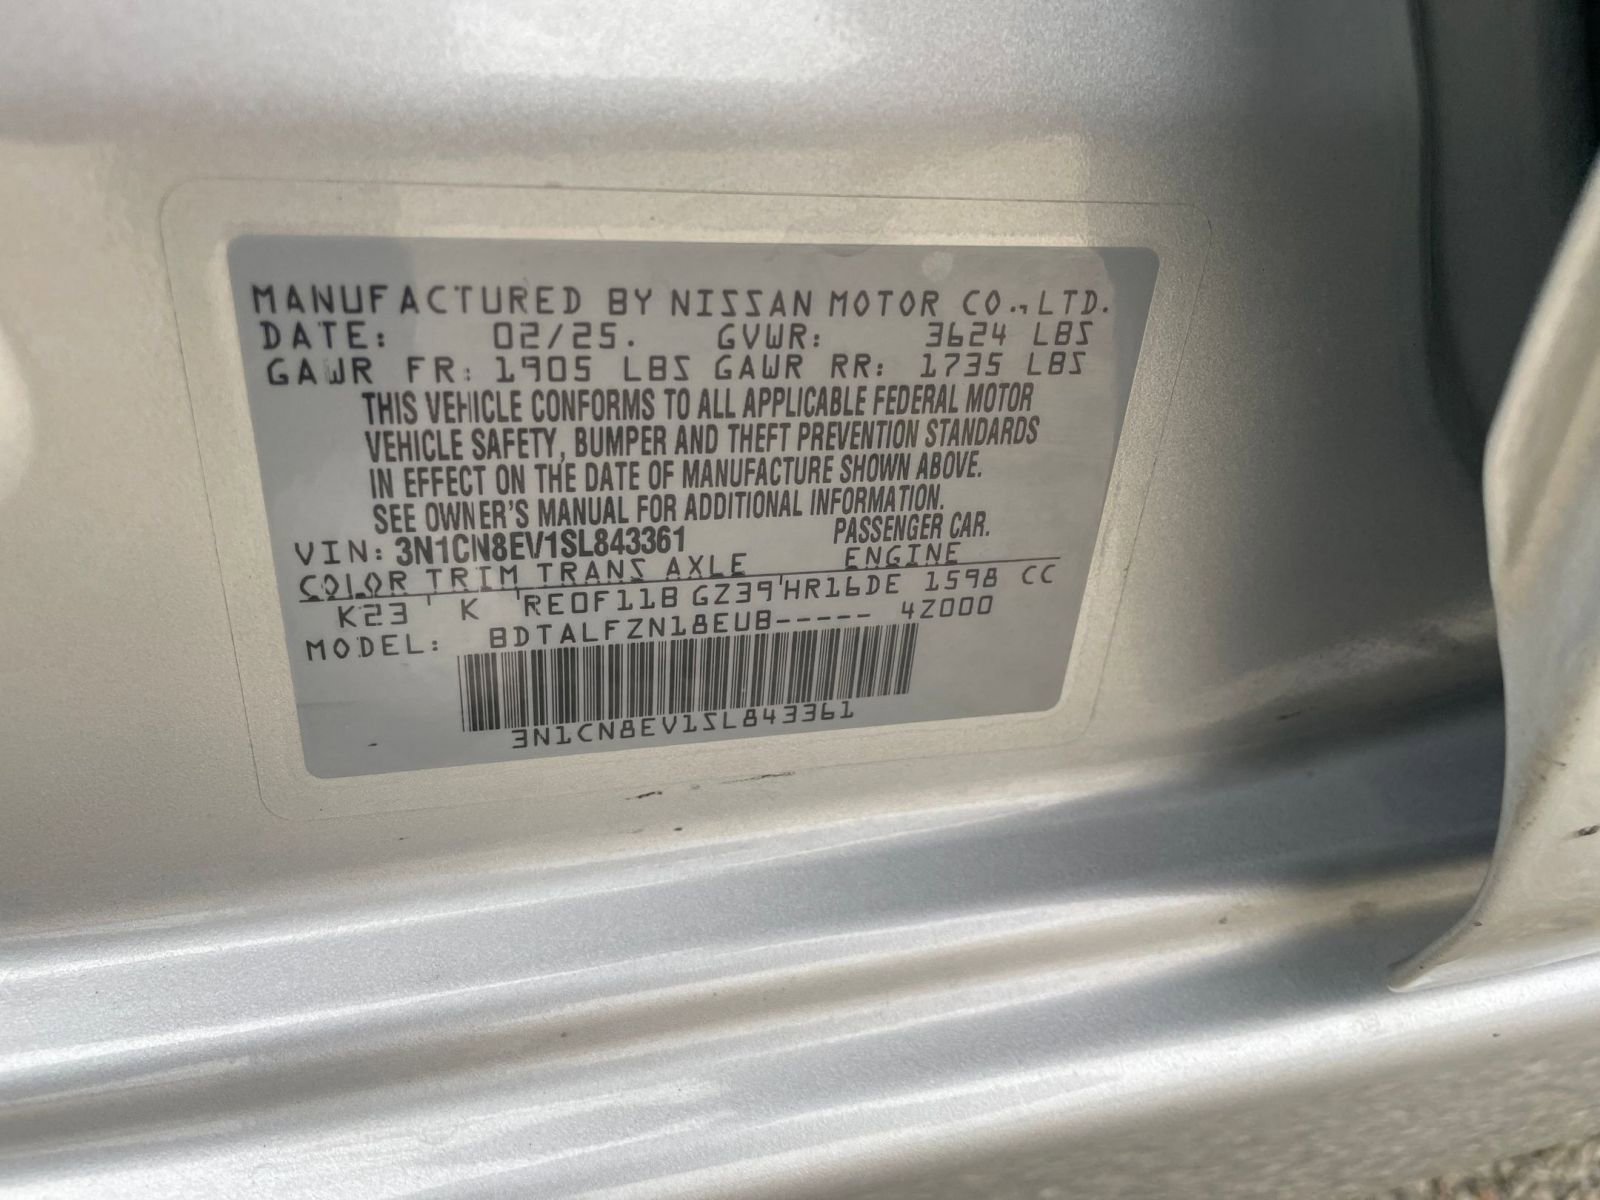 MANUFACTURED BY NISSAN MOTOR CO., LTD.
DATE: 02/25. GVWR: 3624 LBS
GAWR FR: 1905 LBS GAWR RR: 1735 LBS
THIS VEHICLE CONFORMS TO ALL APPLICABLE FEDERAL MOTOR
VEHICLE SAFETY, BUMPER AND THEFT PREVENTION STANDARDS
IN EFFECT ON THE DATE OF MANUFACTURE SHOWN ABOVE.
SEE OWNER'S MANUAL FOR ADDITIONAL INFORMATION.
VIN: 3N1CN8EV1SL843361 PASSENGER CAR.
COLOR TRIM TRANS AXLE ENGINE
K23 K RE0F11B GZ39 HR16DE 1598 CC
MODEL: BDTALFZN18EUB----- 4Z000
3N1CN8EV1SL843361